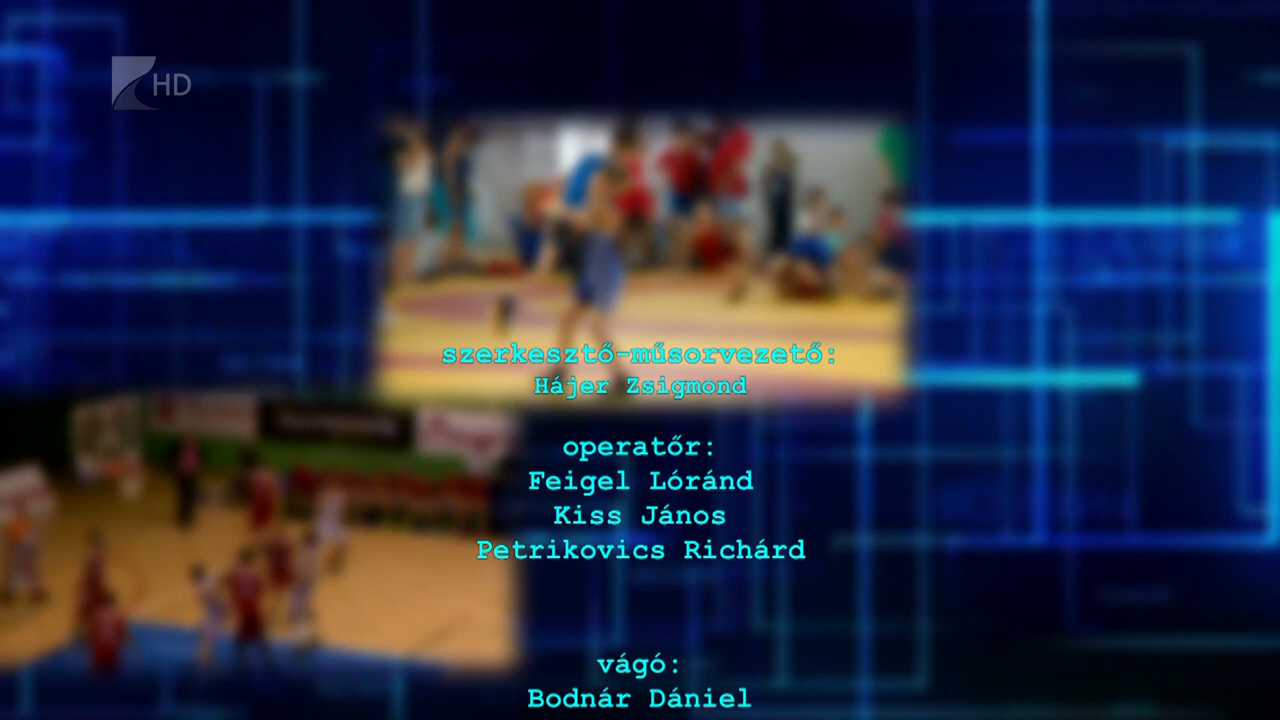 HD
szerkesztő-műsorvezető:
Hájer Zsigmond
operatőr:
Feigel Lóránd
Kiss János
Petrikovics Richárd
vágó:
Bodnár Dániel